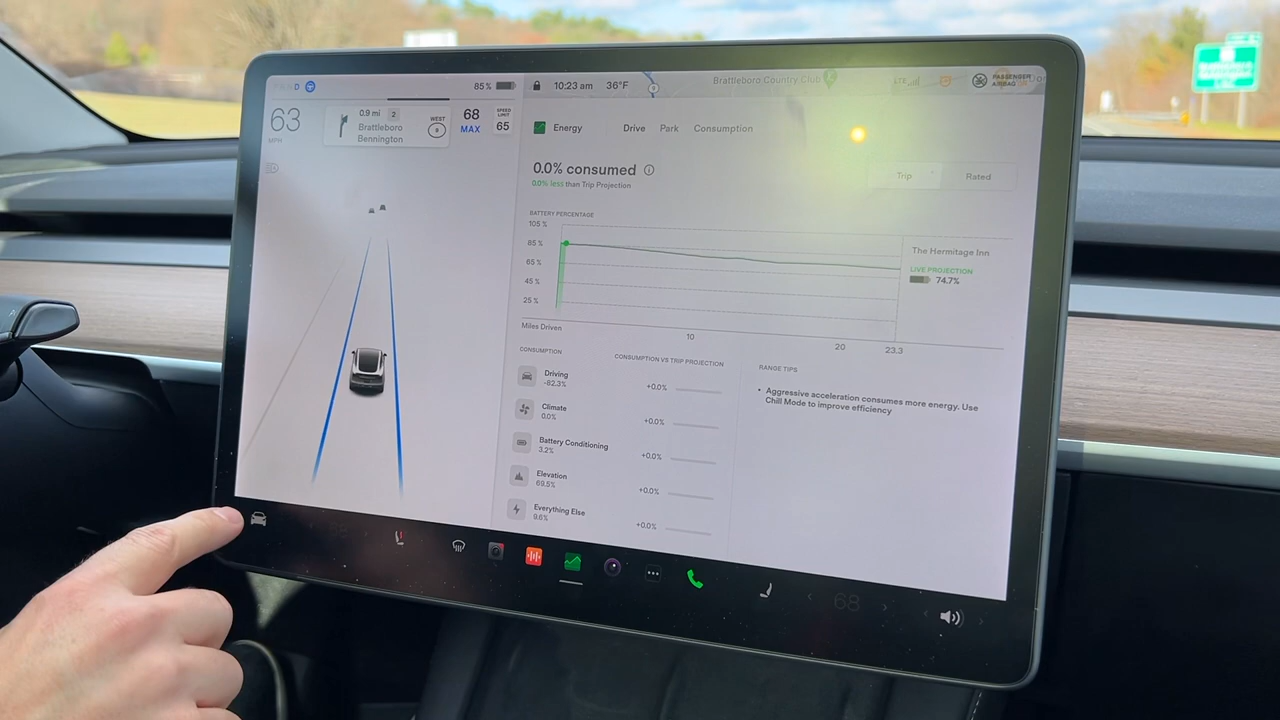 D
85%
63
MPH
0.9 mi 2
Brattleboro
Bennington
WEST
9
68
MAX
SPEED
LIMIT
65
10:23 am 36°F
Brattleboro Country Club
LTE
PASSENGER
AIRBAG
Energy Drive Park Consumption
0.0% consumed
0.0% less than Trip Projection
Trip Rated
BATTERY PERCENTAGE
105 %
85 %
65 %
45 %
25 %
The Hermitage Inn
LIVE PROJECTION
74.7%
Miles Driven
10
20
23.3
CONSUMPTION
CONSUMPTION VS TRIP PROJECTION
RANGE TIPS
Driving
-82.3%
+0.0%
• Aggressive acceleration consumes more energy. Use
Chill Mode to improve efficiency
Climate
0.0%
+0.0%
Battery Conditioning
3.2%
+0.0%
Elevation
69.5%
+0.0%
Everything Else
9.6%
+0.0%
68